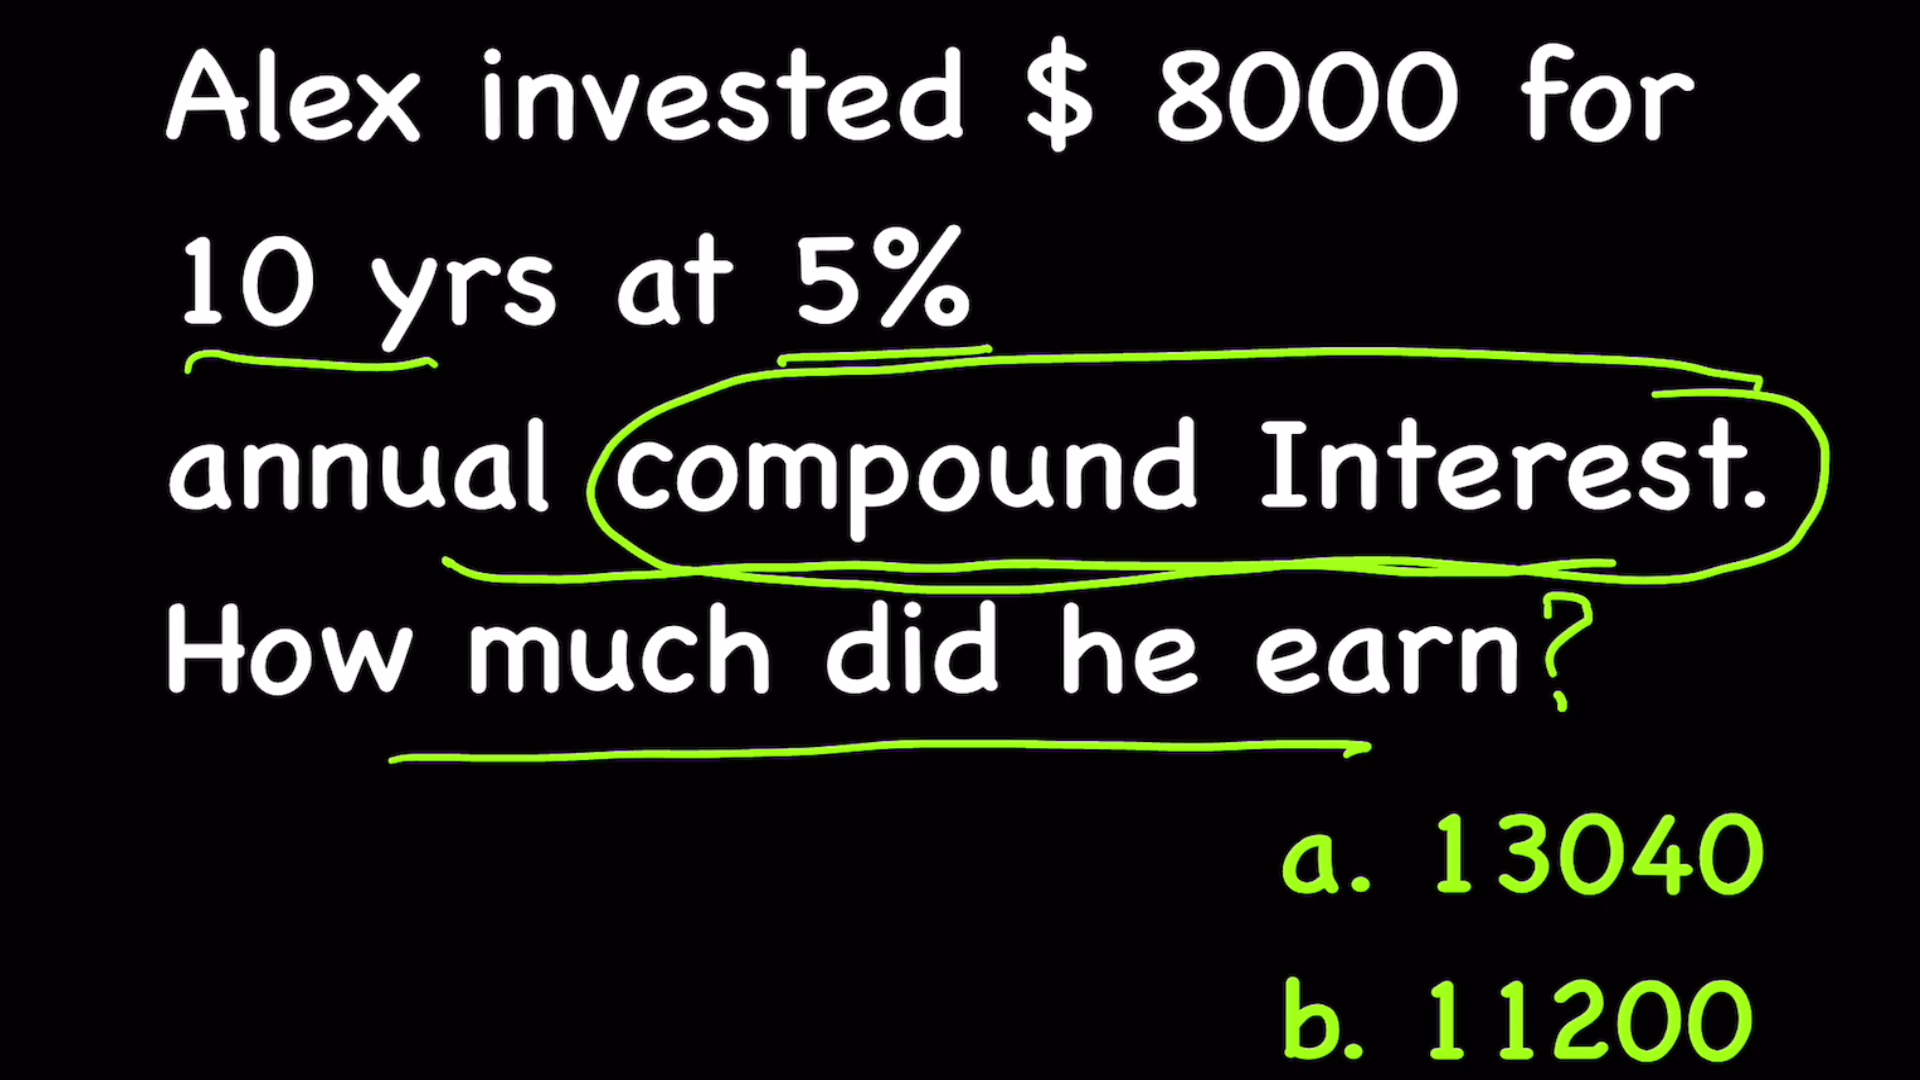 Alex invested $ 8000 for
10 yrs at 5%
annual compound Interest.
How much did he earn?
a. 13040
b. 11200